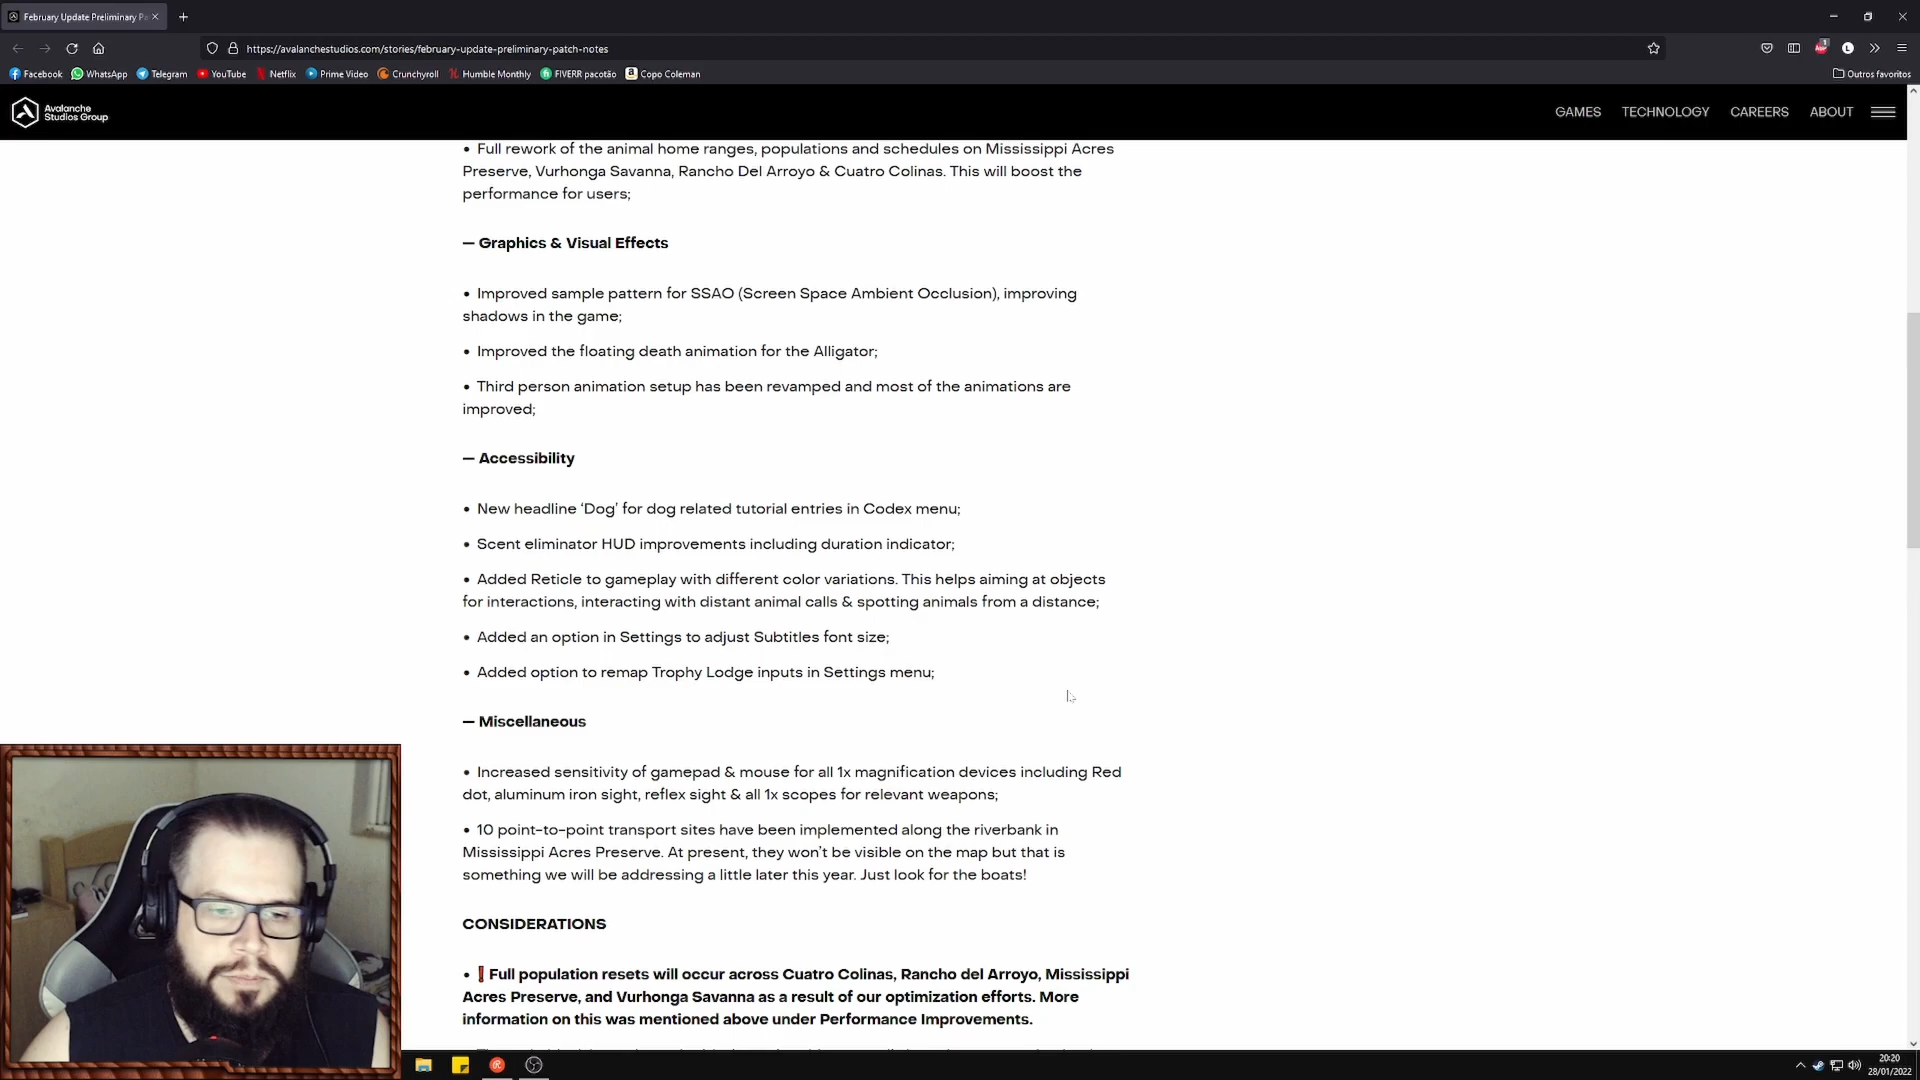 February Update Preliminary Pa
https://avalanchestudios.com/stories/february-update-preliminary-patch-notes
Facebook WhatsApp Telegram YouTube Netflix Prime Video Crunchyroll Humble Monthly FIVERR pacotão Copo Coleman Outros favoritos
Avalanche
Studios Group
GAMES TECHNOLOGY CAREERS ABOUT
• Full rework of the animal home ranges, populations and schedules on Mississippi Acres
Preserve, Vurhonga Savanna, Rancho Del Arroyo & Cuatro Colinas. This will boost the
performance for users;
— Graphics & Visual Effects
• Improved sample pattern for SSAO (Screen Space Ambient Occlusion), improving
shadows in the game;
• Improved the floating death animation for the Alligator;
• Third person animation setup has been revamped and most of the animations are
improved;
— Accessibility
• New headline ‘Dog’ for dog related tutorial entries in Codex menu;
• Scent eliminator HUD improvements including duration indicator;
• Added Reticle to gameplay with different color variations. This helps aiming at objects
for interactions, interacting with distant animal calls & spotting animals from a distance;
• Added an option in Settings to adjust Subtitles font size;
• Added option to remap Trophy Lodge inputs in Settings menu;
— Miscellaneous
• Increased sensitivity of gamepad & mouse for all 1x magnification devices including Red
dot, aluminum iron sight, reflex sight & all 1x scopes for relevant weapons;
• 10 point-to-point transport sites have been implemented along the riverbank in
Mississippi Acres Preserve. At present, they won’t be visible on the map but that is
something we will be addressing a little later this year. Just look for the boats!
CONSIDERATIONS
• ❗Full population resets will occur across Cuatro Colinas, Rancho del Arroyo, Mississippi
Acres Preserve, and Vurhonga Savanna as a result of our optimization efforts. More
information on this was mentioned above under Performance Improvements.
20:20
28/01/2022